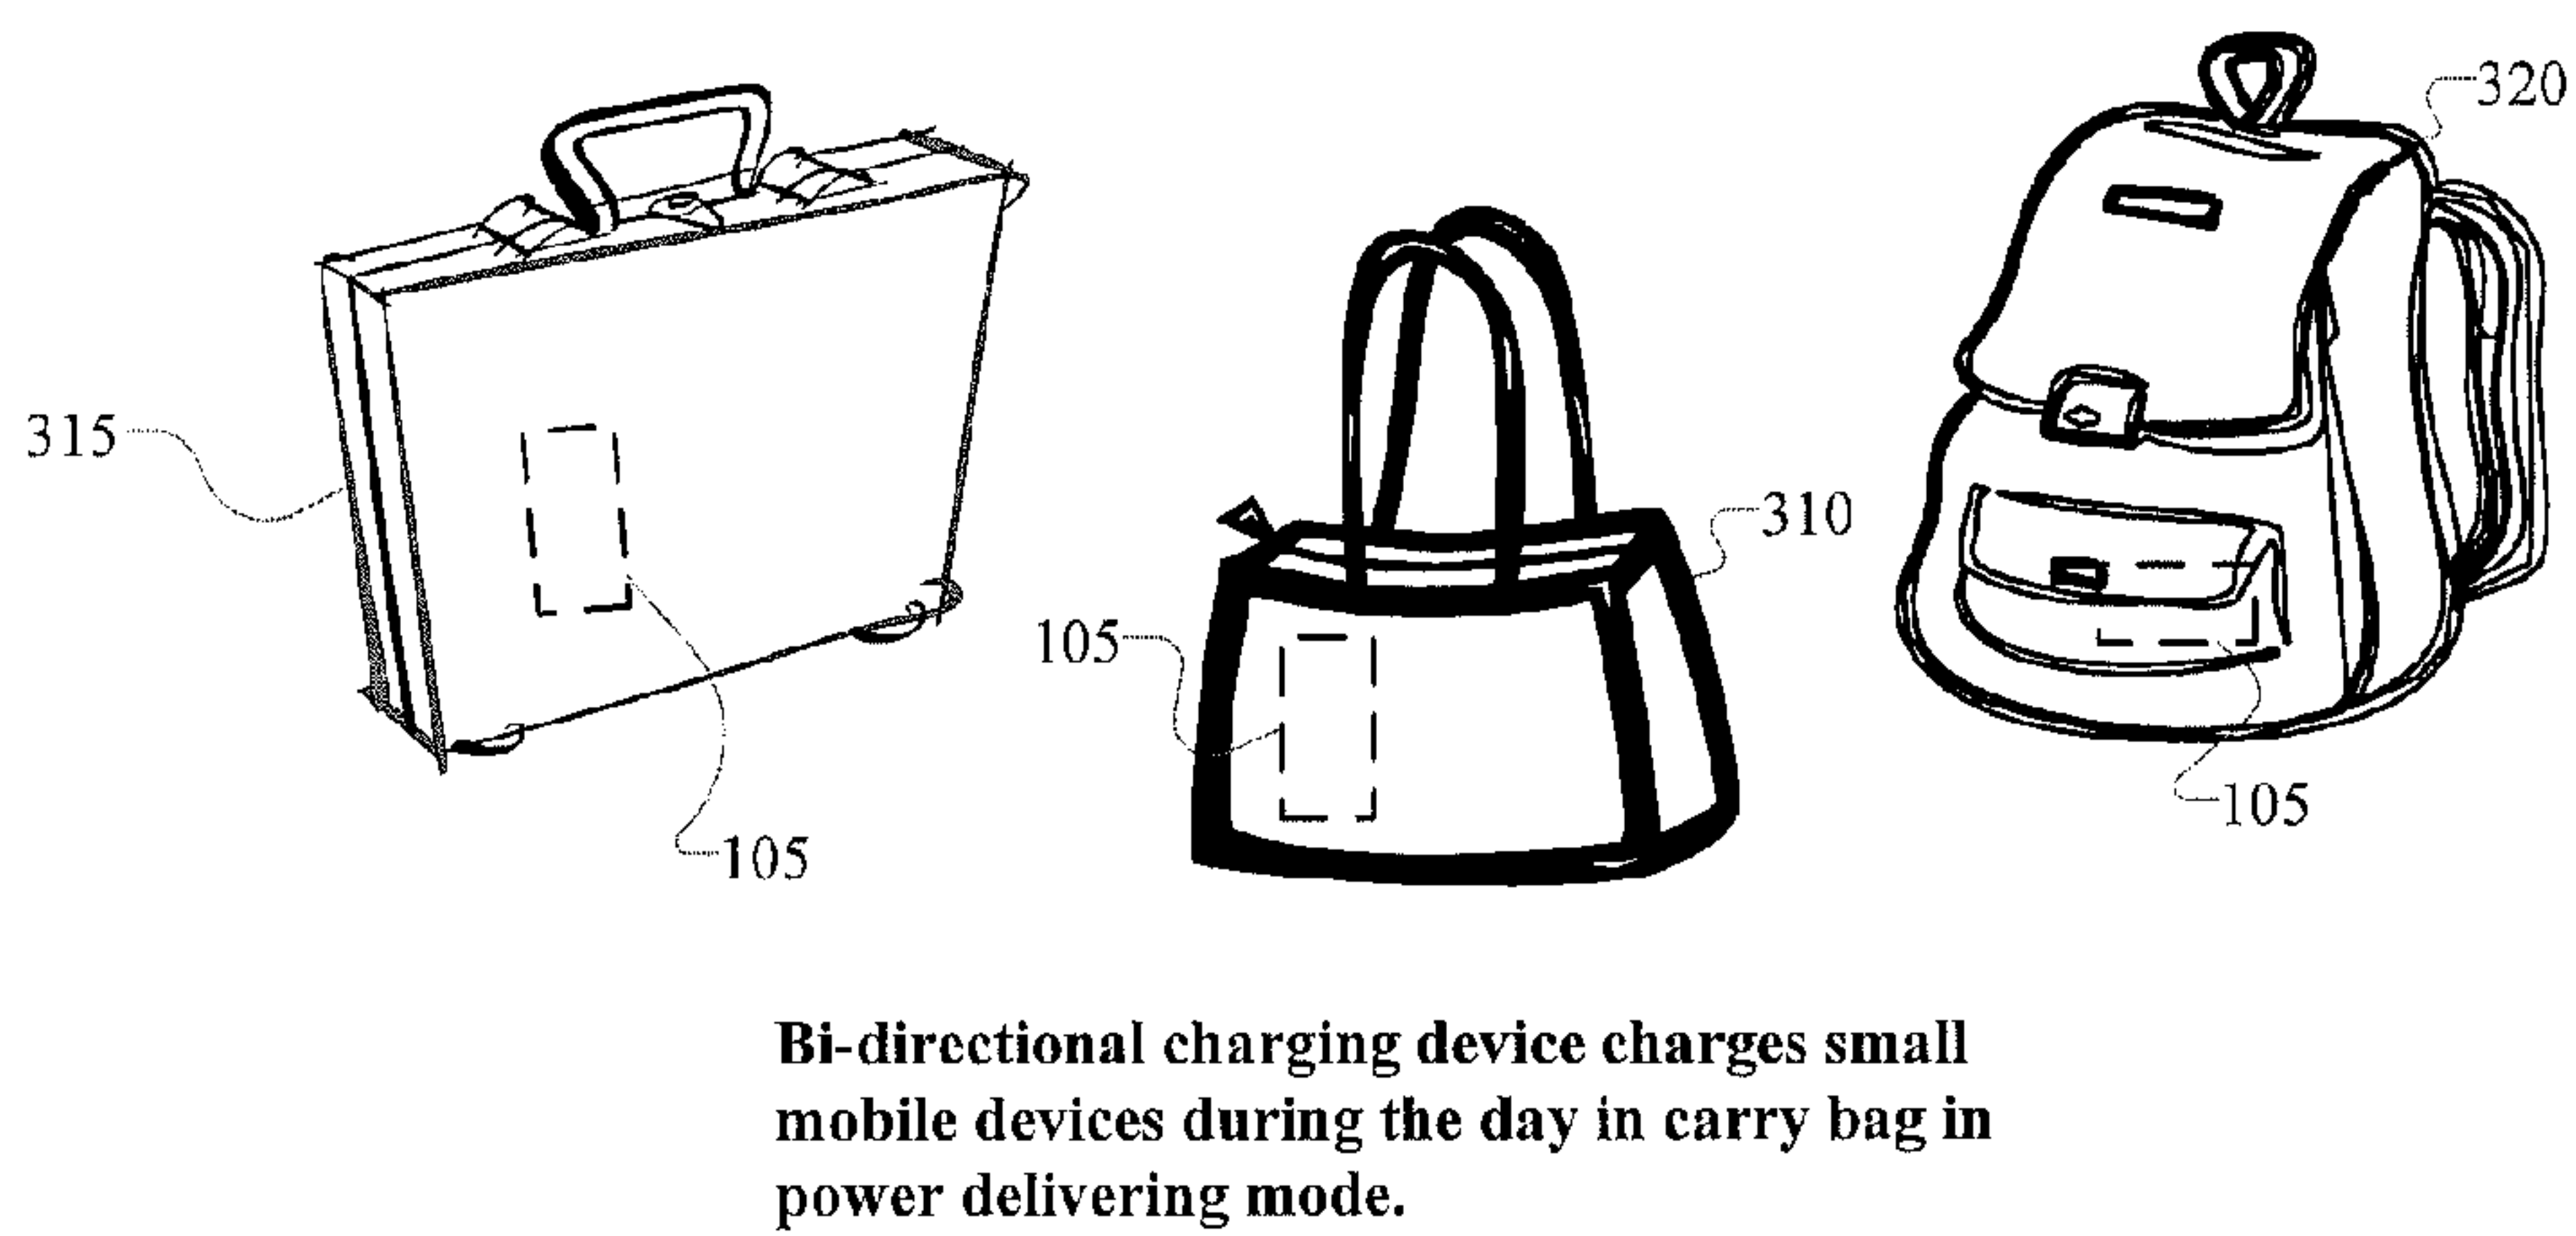 320
315
310
105
105
105
Bi-directional charging device charges small
mobile devices during the day in carry bag in
power delivering mode.